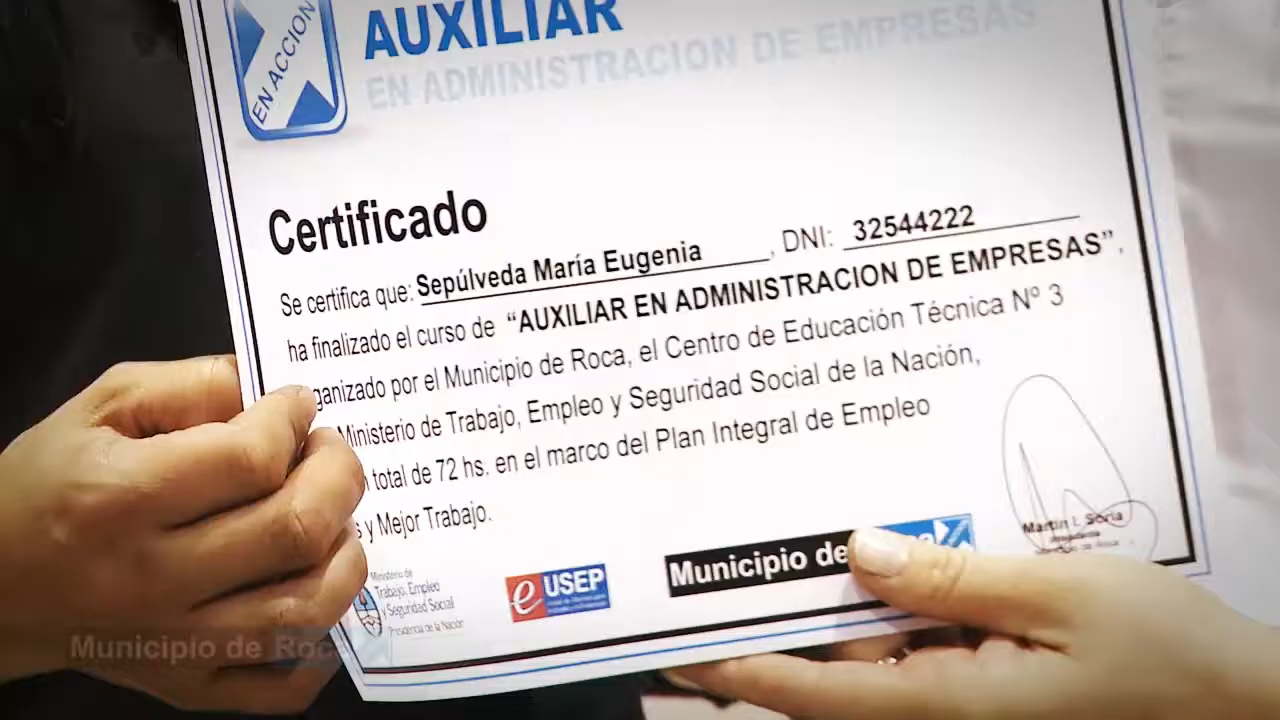 EN ACCION
AUXILIAR
EN ADMINISTRACION DE EMPRESAS
Certificado
Se certifica que: Sepúlveda María Eugenia, DNI: 32544222
ha finalizado el curso de "AUXILIAR EN ADMINISTRACION DE EMPRESAS".
ganizado por el Municipio de Roca, el Centro de Educación Técnica Nº 3
Ministerio de Trabajo, Empleo y Seguridad Social de la Nación,
total de 72 hs. en el marco del Plan Integral de Empleo
s y Mejor Trabajo.
Ministerio de
Trabajo, Empleo
y Seguridad Social
Presidencia de la Nación
e USEP
Municipio de
Martin I. Soria
Municipio de Roca